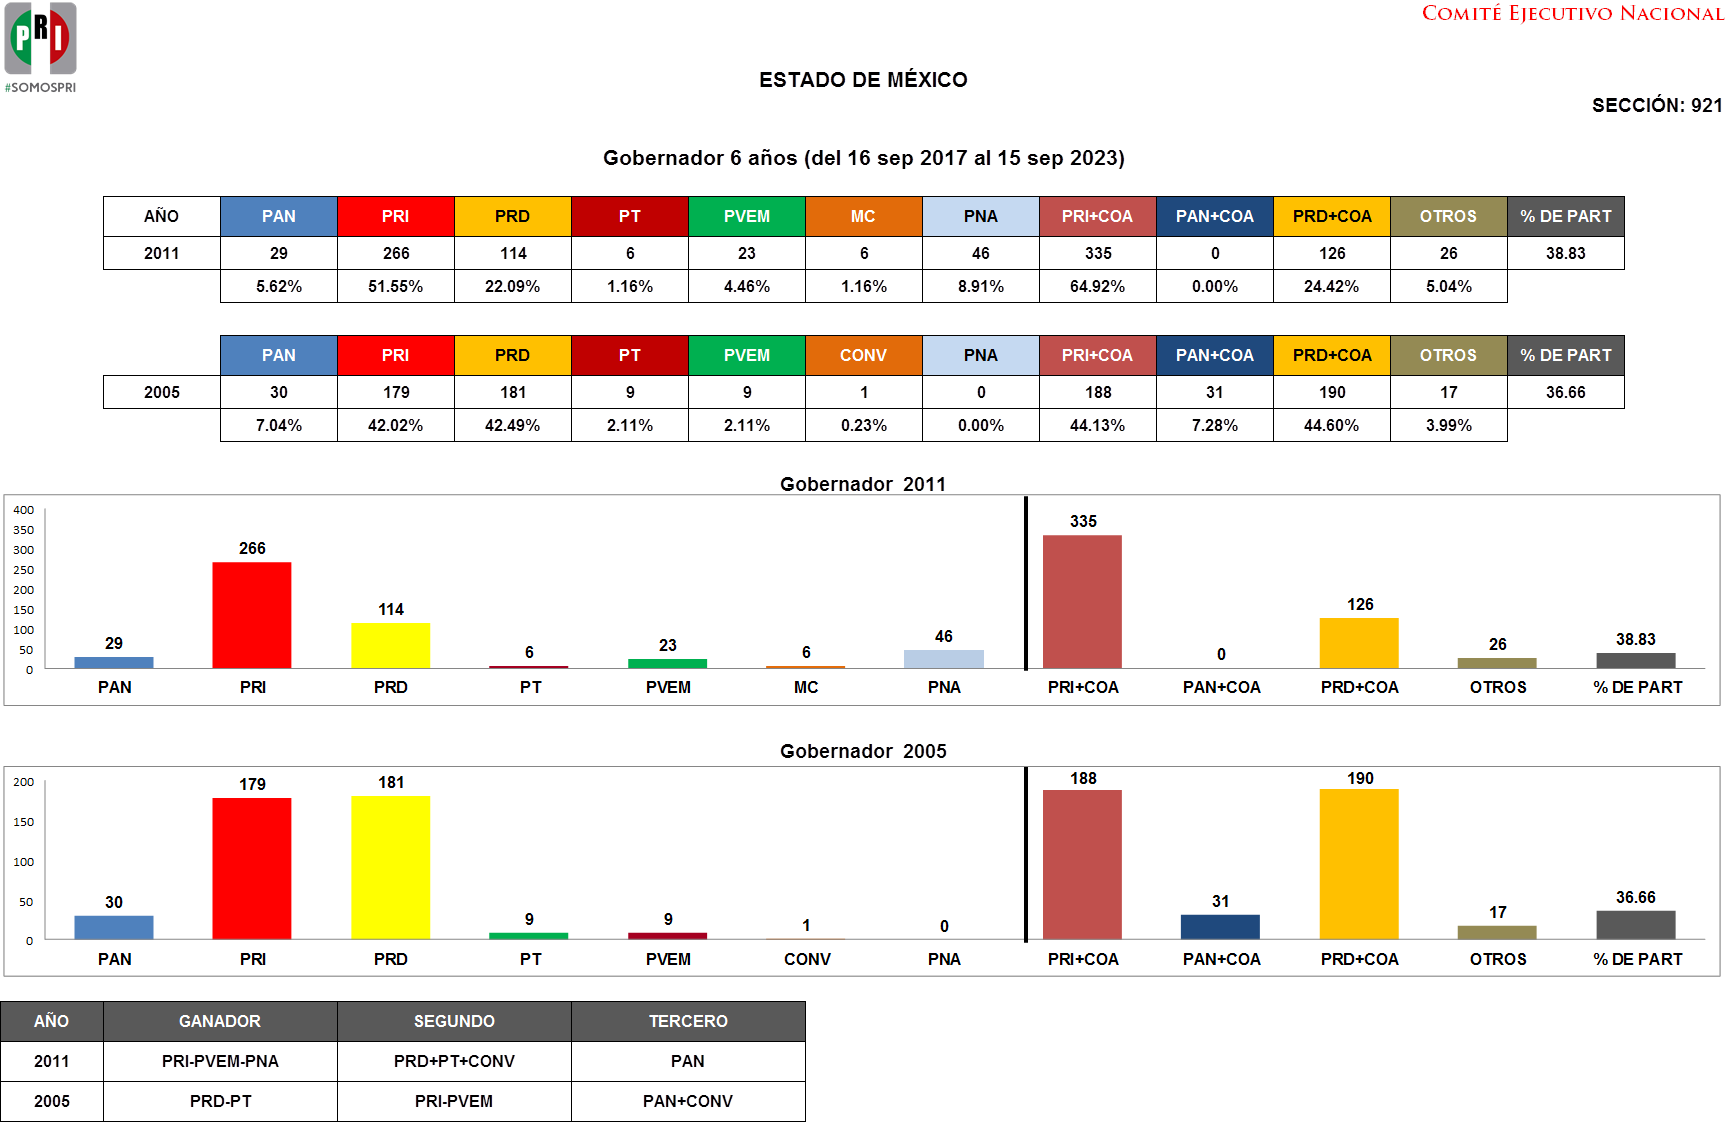 PRI
#SOMOSPRI
COMITÉ EJECUTIVO NACIONAL
ESTADO DE MÉXICO
SECCIÓN: 921
Gobernador 6 años (del 16 sep 2017 al 15 sep 2023)
AÑO PAN PRI PRD PT PVEM MC PNA PRI+COA PAN+COA PRD+COA OTROS % DE PART
2011 29 266 114 6 23 6 46 335 0 126 26 38.83
5.62% 51.55% 22.09% 1.16% 4.46% 1.16% 8.91% 64.92% 0.00% 24.42% 5.04%
PAN PRI PRD PT PVEM CONV PNA PRI+COA PAN+COA PRD+COA OTROS % DE PART
2005 30 179 181 9 9 1 0 188 31 190 17 36.66
7.04% 42.02% 42.49% 2.11% 2.11% 0.23% 0.00% 44.13% 7.28% 44.60% 3.99%
Gobernador 2011
400
350
300
250
200
150
100
50
0
29 266 114 6 23 6 46 335 0 126 26 38.83
PAN PRI PRD PT PVEM MC PNA PRI+COA PAN+COA PRD+COA OTROS % DE PART
Gobernador 2005
200
150
100
50
0
30 179 181 9 9 1 0 188 31 190 17 36.66
PAN PRI PRD PT PVEM CONV PNA PRI+COA PAN+COA PRD+COA OTROS % DE PART
AÑO GANADOR SEGUNDO TERCERO
2011 PRI-PVEM-PNA PRD+PT+CONV PAN
2005 PRD-PT PRI-PVEM PAN+CONV